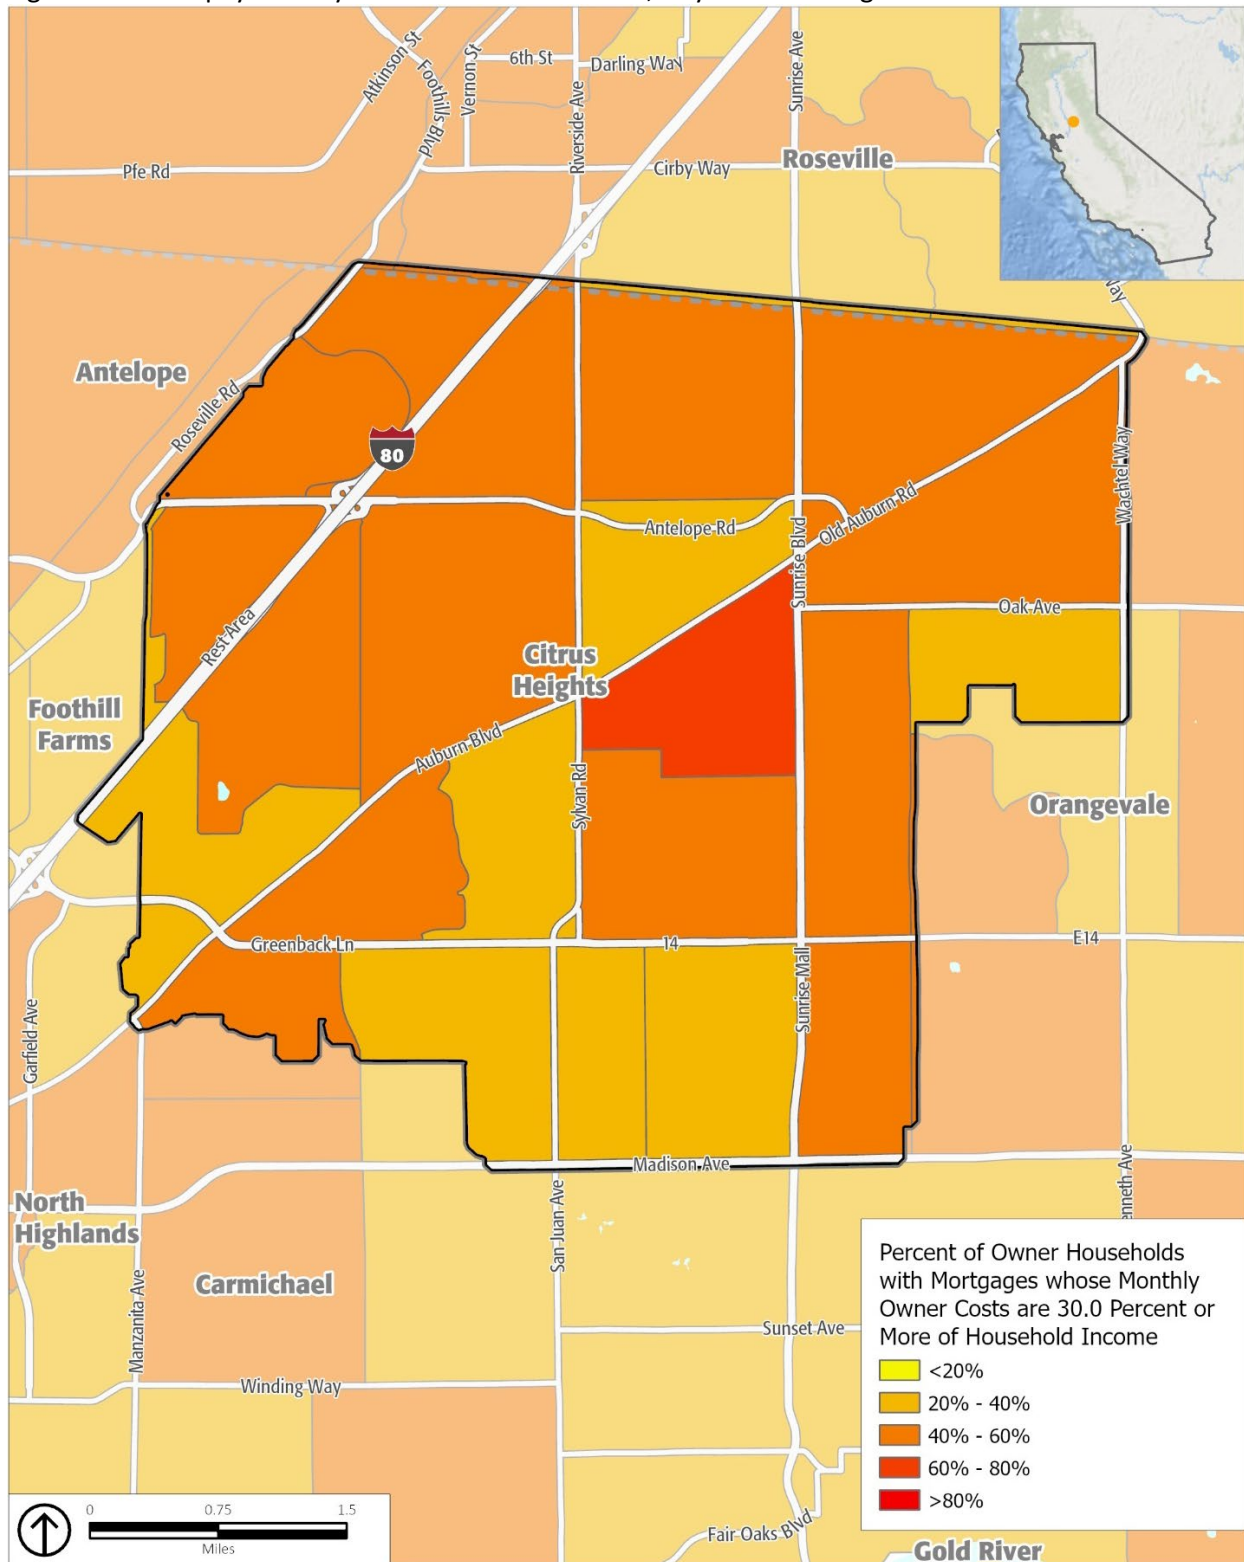 Atkinson St
Foothills Blvd
Vernon St
6th St
Darling Way
Riverside Ave
Sunrise Ave
Pfe Rd
Cirby Way
Roseville
Way
Antelope
Roseville Rd
80
Antelope Rd
Sunrise Blvd
Old Auburn Rd
Wachtel Way
Oak Ave
Rest Area
Citrus
Heights
Foothill
Farms
Auburn Blvd
Sylvan Rd
Orangevale
Greenback Ln
14
E14
Sunrise Mall
Garfield Ave
Madison Ave
San Juan Ave
enneth Ave
North
Highlands
Carmichael
Manzanita Ave
Sunset Ave
Winding Way
Fair Oaks Blvd
Gold River
Percent of Owner Households
with Mortgages whose Monthly
Owner Costs are 30.0 Percent or
More of Household Income
<20%
20% - 40%
40% - 60%
60% - 80%
>80%
0 0.75 1.5
Miles